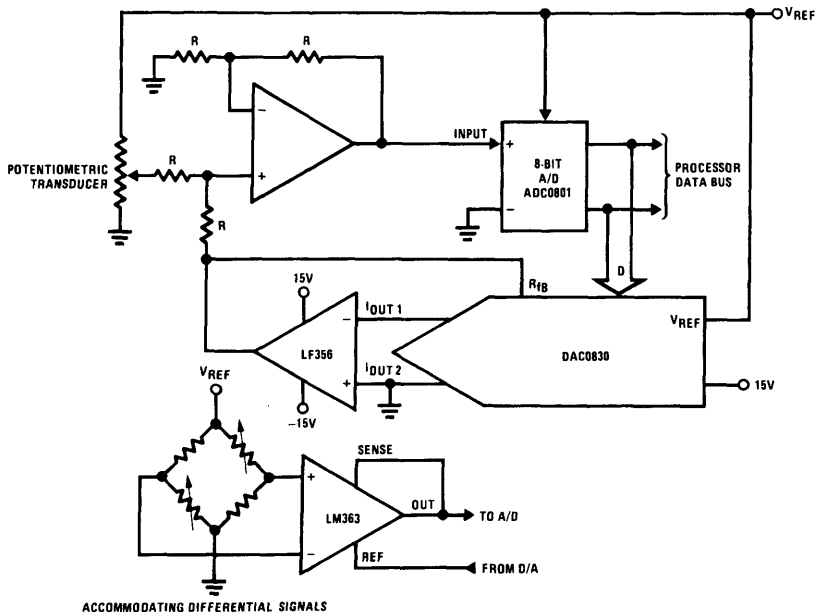 VREF
R
R
-
+
INPUT
+
-
8-BIT
A/D
ADC0801
PROCESSOR
DATA BUS
POTENTIOMETRIC
TRANSDUCER
R
R
D
RfB
15V
IOUT 1
-
LF356
IOUT 2
+
-15V
VREF
DAC0830
15V
VREF
SENSE
+
LM363
OUT
TO A/D
-
REF
FROM D/A
ACCOMMODATING DIFFERENTIAL SIGNALS